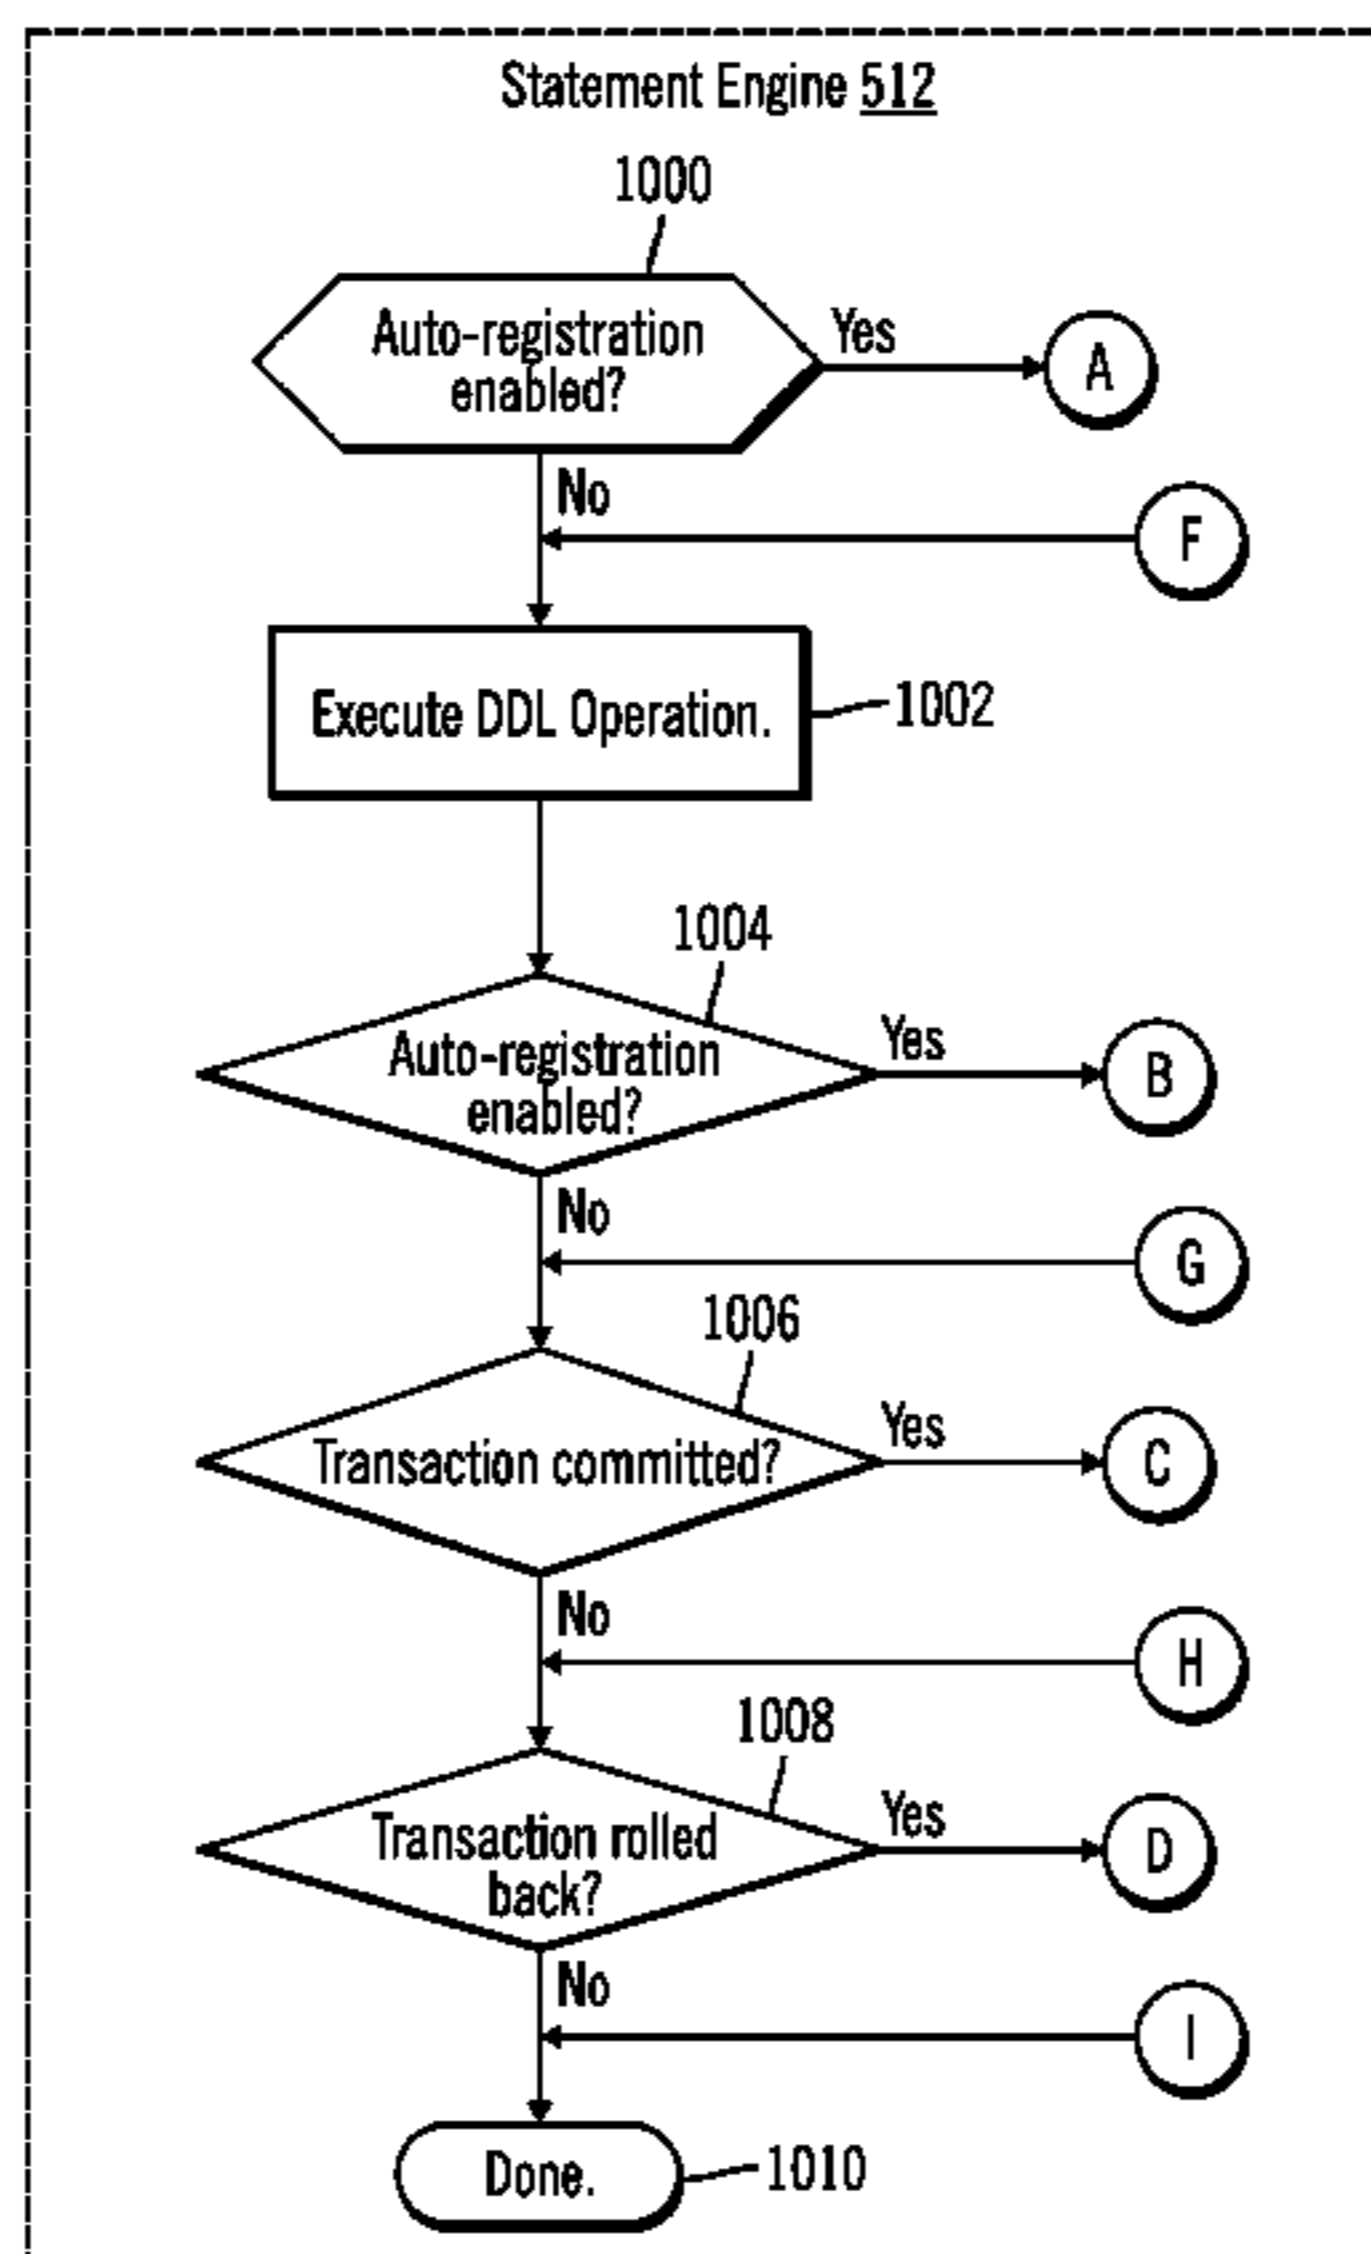 Statement Engine 512
1000
Auto-registration
enabled?
Yes
A
No
F
Execute DDL Operation.
1002
1004
Auto-registration
enabled?
Yes
B
No
G
1006
Transaction committed?
Yes
C
No
H
1008
Transaction rolled
back?
Yes
D
No
I
Done.
1010